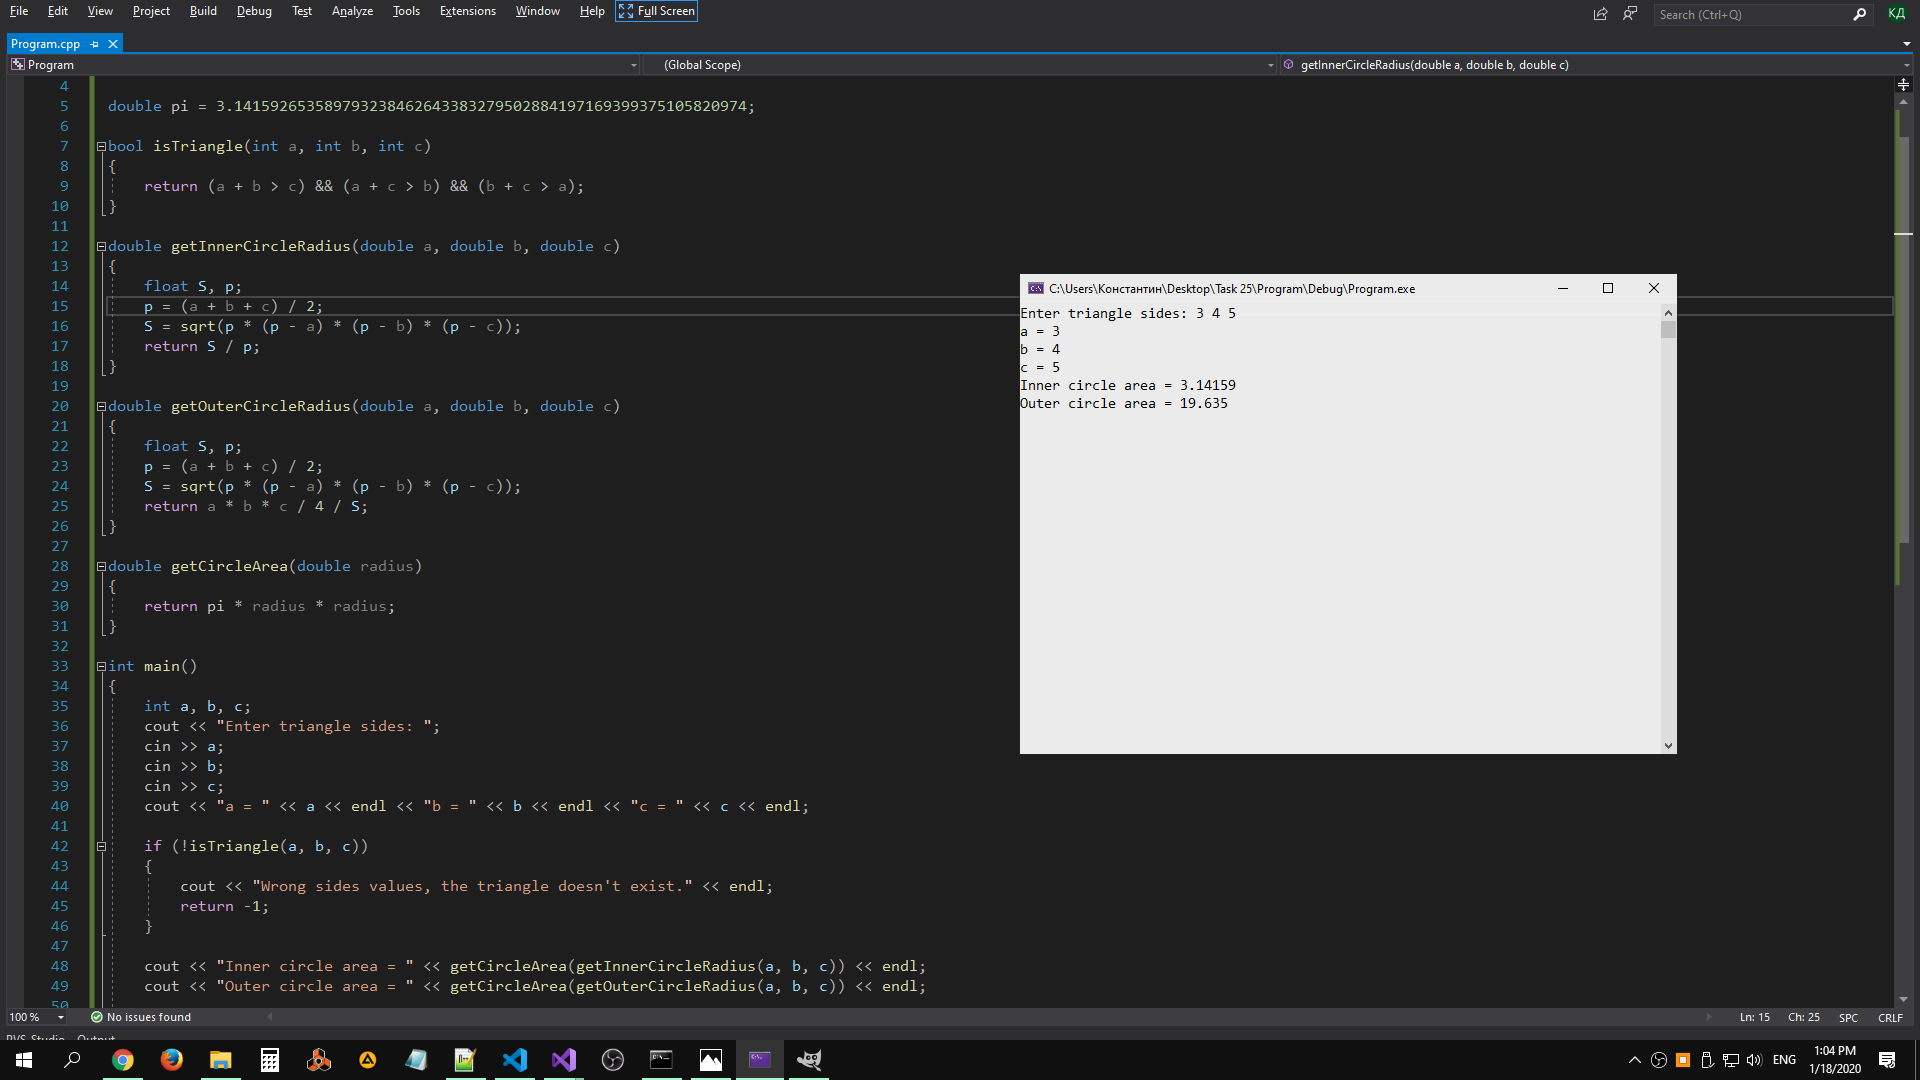 File Edit View Project Build Debug Test Analyze Tools Extensions Window Help Full Screen Search (Ctrl+Q) КД
Program.cpp
Program (Global Scope) getInnerCircleRadius(double a, double b, double c)
4
5 double pi = 3.1415926535897932384626433832795028841971693993751058209​74;
6
7 bool isTriangle(int a, int b, int c)
8 {
9 return (a + b > c) && (a + c > b) && (b + c > a);
10 }
11
12 double getInnerCircleRadius(double a, double b, double c)
13 {
14 float S, p;
15 p = (a + b + c) / 2;
16 S = sqrt(p * (p - a) * (p - b) * (p - c));
17 return S / p;
18 }
19
20 double getOuterCircleRadius(double a, double b, double c)
21 {
22 float S, p;
23 p = (a + b + c) / 2;
24 S = sqrt(p * (p - a) * (p - b) * (p - c));
25 return a * b * c / 4 / S;
26 }
27
28 double getCircleArea(double radius)
29 {
30 return pi * radius * radius;
31 }
32
33 int main()
34 {
35 int a, b, c;
36 cout << "Enter triangle sides: ";
37 cin >> a;
38 cin >> b;
39 cin >> c;
40 cout << "a = " << a << endl << "b = " << b << endl << "c = " << c << endl;
41
42 if (!isTriangle(a, b, c))
43 {
44 cout << "Wrong sides values, the triangle doesn't exist." << endl;
45 return -1;
46 }
47
48 cout << "Inner circle area = " << getCircleArea(getInnerCircleRadius(a, b, c)) << endl;
49 cout << "Outer circle area = " << getCircleArea(getOuterCircleRadius(a, b, c)) << endl;
50
C:\Users\Константин\Desktop\Task 25\Program\Debug\Program.exe
Enter triangle sides: 3 4 5
a = 3
b = 4
c = 5
Inner circle area = 3.14159
Outer circle area = 19.635
100 % No issues found Ln: 15 Ch: 25 SPC CRLF
PVS-Studio Output
ENG 1:04 PM
1/18/2020